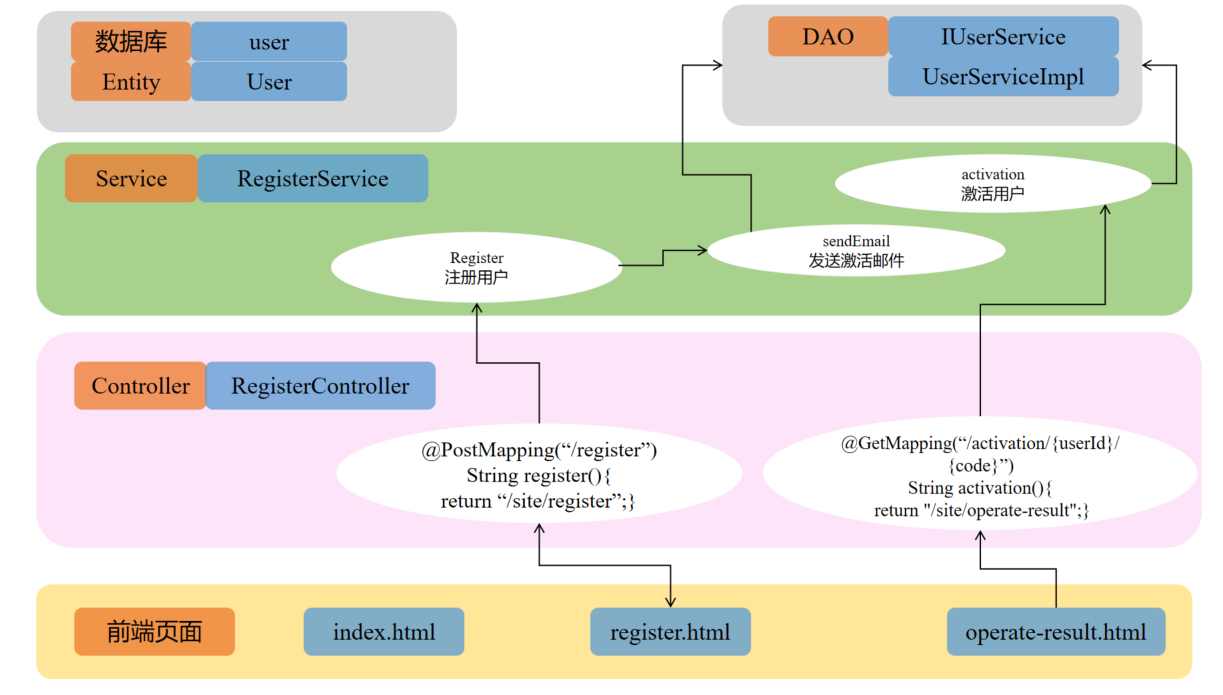 数据库
user
Entity
User
DAO
IUserService
UserServiceImpl
Service
RegisterService
activation
激活用户
sendEmail
发送激活邮件
Register
注册用户
Controller
RegisterController
@PostMapping(“/register”)
String register(){
return “/site/register”;}
@GetMapping(“/activation/{userId}/
{code}”)
String activation(){
return "/site/operate-result";}
前端页面
index.html
register.html
operate-result.html